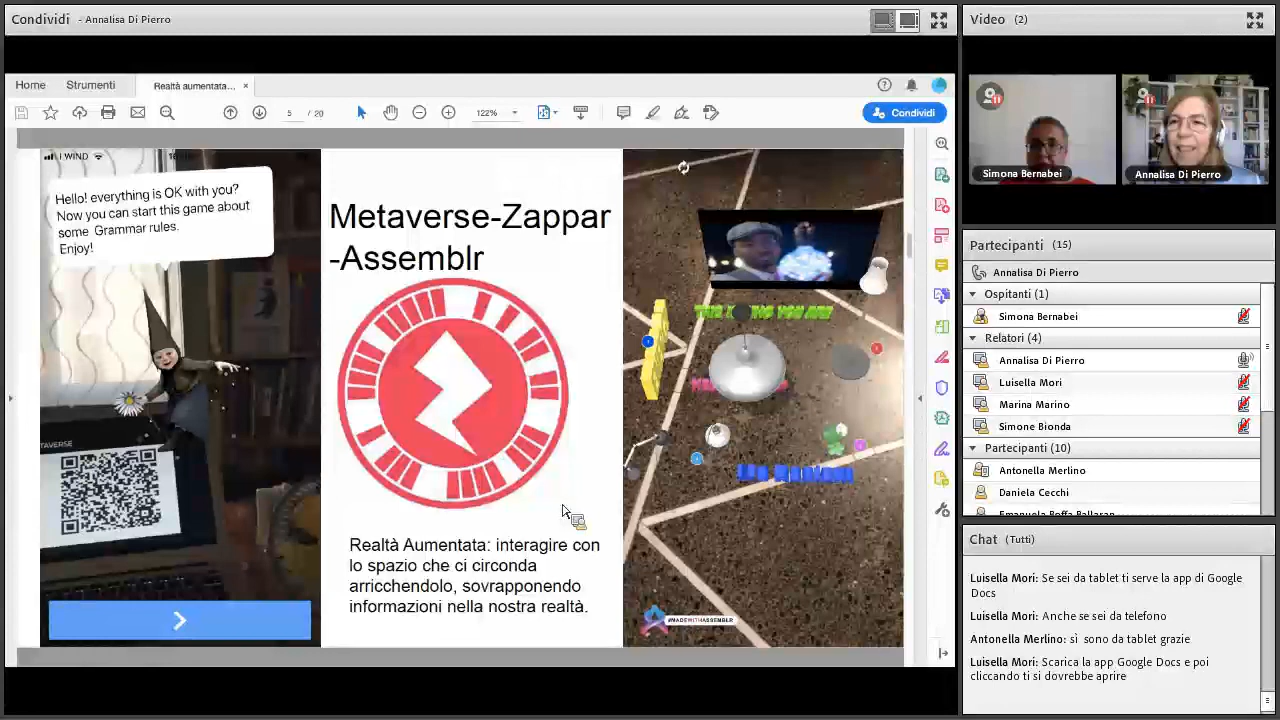 Condividi - Annalisa Di Pierro
Home Strumenti Realtà aumentata... ×
5 / 20
122%
Condividi
I WIND
Hello! everything is OK with you?
Now you can start this game about
some Grammar rules.
Enjoy!
TAVERSE
Metaverse-Zappar
-Assemblr
Realtà Aumentata: interagire con
lo spazio che ci circonda
arricchendolo, sovrapponendo
informazioni nella nostra realtà.
#MADEWITHASSEMBLR
Video (2)
Simona Bernabei
Annalisa Di Pierro
Partecipanti (15)
Annalisa Di Pierro
Ospitanti (1)
Simona Bernabei
Relatori (4)
Annalisa Di Pierro
Luisella Mori
Marina Marino
Simone Bionda
Partecipanti (10)
Antonella Merlino
Daniela Cecchi
Chat (Tutti)
Luisella Mori: Se sei da tablet ti serve la app di Google
Docs
Luisella Mori: Anche se sei da telefono
Antonella Merlino: sì sono da tablet grazie
Luisella Mori: Scarica la app Google Docs e poi
cliccando ti si dovrebbe aprire